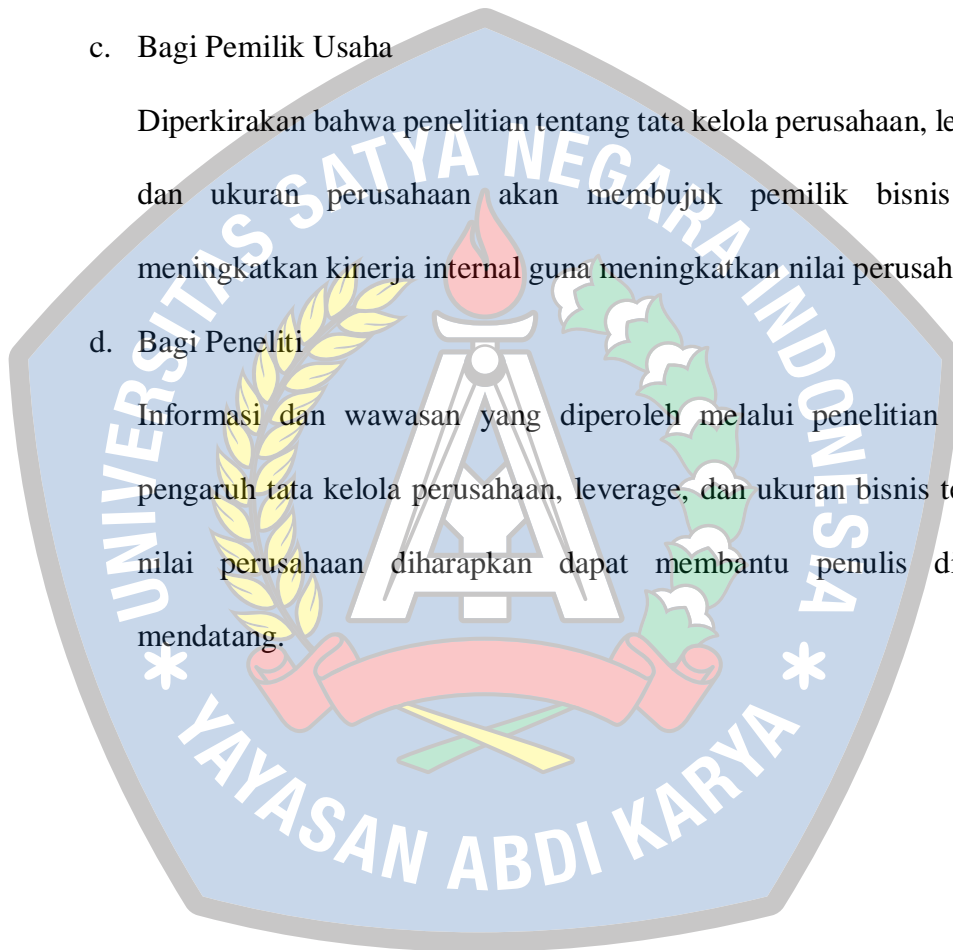 c. Bagi Pemilik Usaha
Diperkirakan bahwa penelitian tentang tata kelola perusahaan,
dan ukuran perusahaan akan membujuk pemilik bisnis
meningkatkan kinerja internal guna meningkatkan nilai
d. Bagi Peneliti
Informasi dan wawasan yang diperoleh melalui penelitian
pengaruh tata kelola perusahaan, leverage, dan ukuran bisnis
nilai perusahaan diharapkan dapat membantu penulis
mendatang.
UNIVERSITAS SATYA NEGARA INDONESIA
* YAYASAN ABDI KARYA *